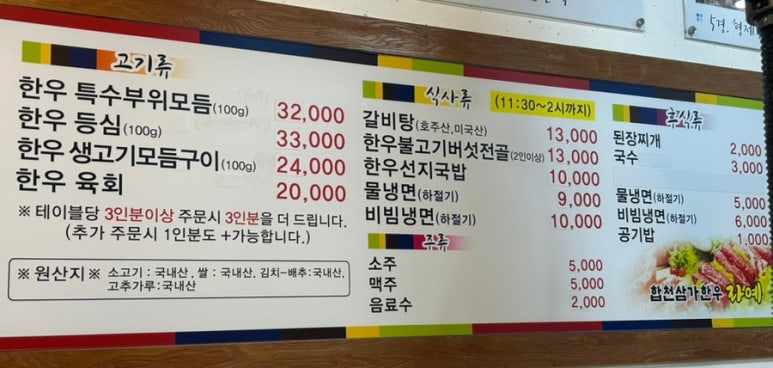 고기류
한우 특수부위모듬(100g) 32,000
한우 등심(100g) 33,000
한우 생고기모듬구이(100g) 24,000
한우 육회 20,000
※ 테이블당 3인분이상 주문시 3인분을 더 드립니다.
(추가 주문시 1인분도 +가능합니다.)
※ 원산지 ※ 소고기 : 국내산, 쌀 : 국내산, 김치-배추:국내산,
고추가루:국내산
식사류 (11:30~2시까지)
갈비탕(호주산,미국산) 13,000
한우불고기버섯전골(2인이상) 13,000
한우선지국밥 10,000
물냉면(하절기) 9,000
비빔냉면(하절기) 10,000
주류
소주 5,000
맥주 5,000
음료수 2,000
후식류
된장찌개 2,000
국수 3,000
물냉면(하절기) 5,000
비빔냉면(하절기) 6,000
공기밥 1,000
합천삼가한우 라예